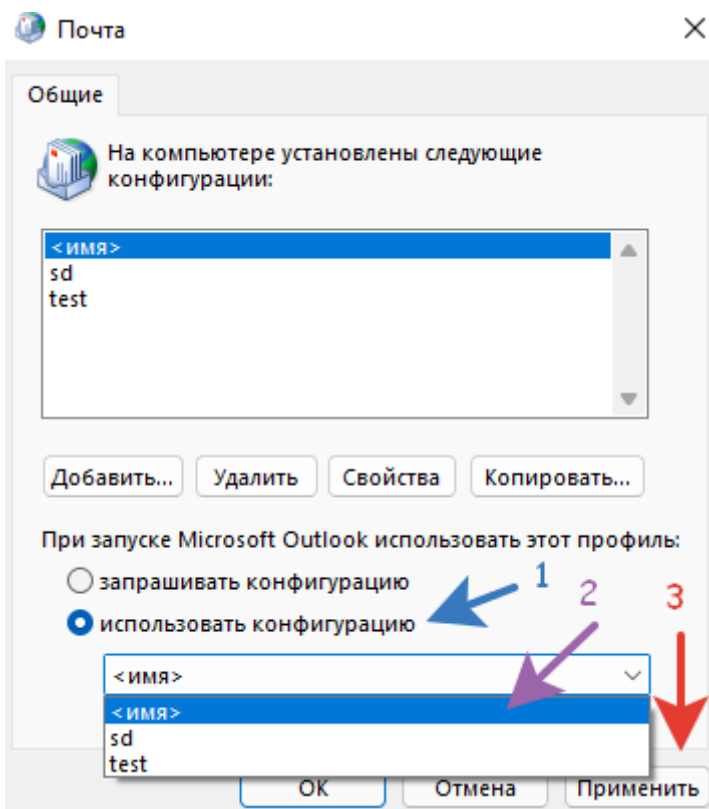 Почта
Общие
На компьютере установлены следующие
конфигурации:
<имя>
sd
test
Добавить... Удалить Свойства Копировать...
При запуске Microsoft Outlook использовать этот профиль:
запрашивать конфигурацию
1 2 3
использовать конфигурацию
<имя>
<имя>
sd
test
ОК Отмена Применить